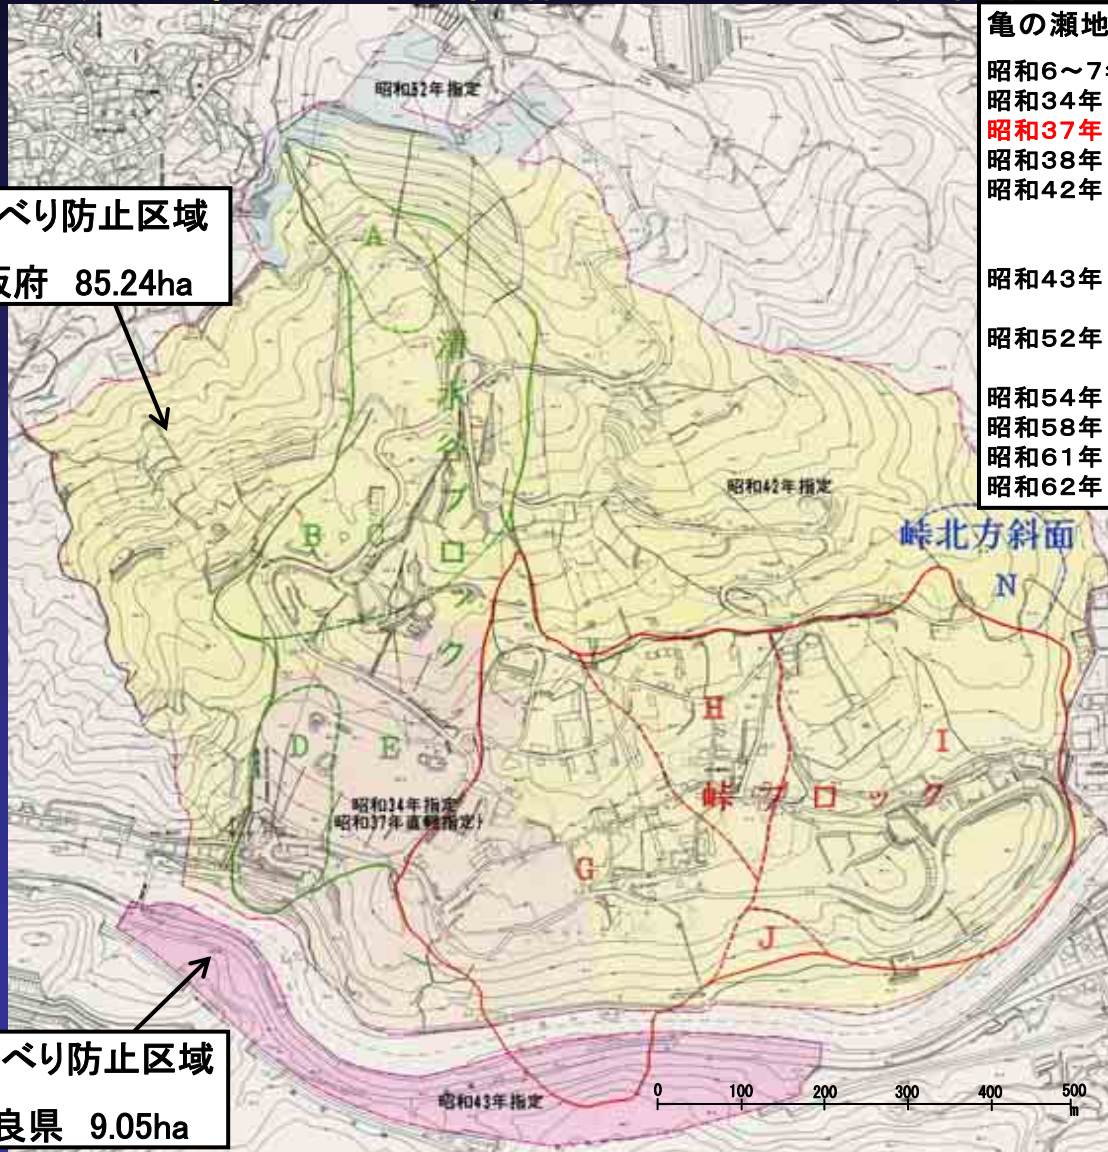 亀の瀬地
昭和6～7年
昭和34年
昭和37年
昭和38年
昭和42年
昭和43年
昭和52年
昭和54年
昭和58年
昭和61年
昭和62年
昭和52年指定
べり防止区域
阪府 85.24ha
A
清水谷ブロック
昭和42年指定
峠北方斜面
N
B・C
H
I
D
E
峠ブロック
昭和34年指定
昭和37年直轄指定)
G
J
べり防止区域
良県 9.05ha
昭和43年指定
0 100 200 300 400 500
m